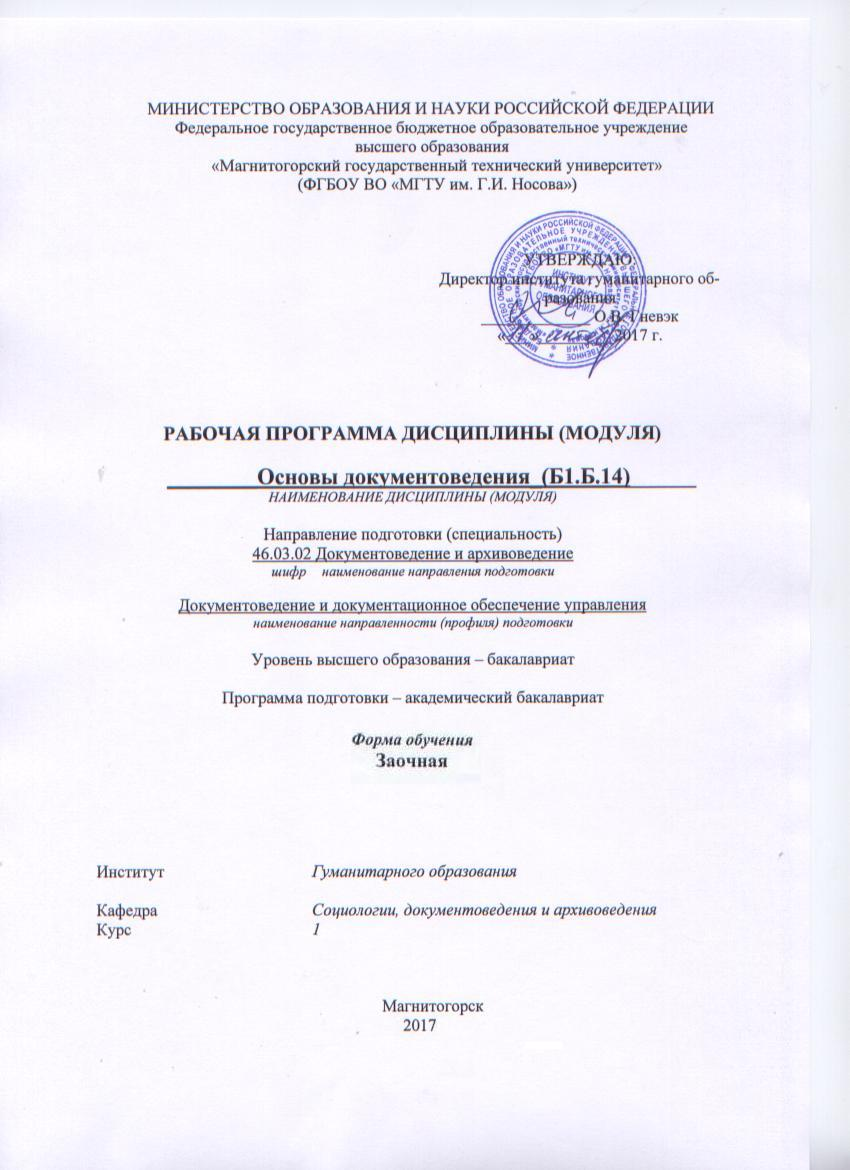 МИНИСТЕРСТВО ОБРАЗОВАНИЯ И НАУКИ РОССИЙСКОЙ ФЕДЕРАЦИИ
Федеральное государственное бюджетное образовательное учреждение
высшего образования
«Магнитогорский государственный технический университет»
(ФГБОУ ВО «МГТУ им. Г.И. Носова»)
УТВЕРЖДАЮ:
Директор института гуманитарного об-
разования
О.В. Гневэк
« » 2017 г.
РАБОЧАЯ ПРОГРАММА ДИСЦИПЛИНЫ (МОДУЛЯ)
Основы документоведения (Б1.Б.14)
НАИМЕНОВАНИЕ ДИСЦИПЛИНЫ (МОДУЛЯ)
Направление подготовки (специальность)
46.03.02 Документоведение и архивоведение
шифр наименование направления подготовки
Документоведение и документационное обеспечение управления
наименование направленности (профиля) подготовки
Уровень высшего образования – бакалавриат
Программа подготовки – академический бакалавриат
Форма обучения
Заочная
Институт Гуманитарного образования
Кафедра Социологии, документоведения и архивоведения
Курс 1
Магнитогорск
2017